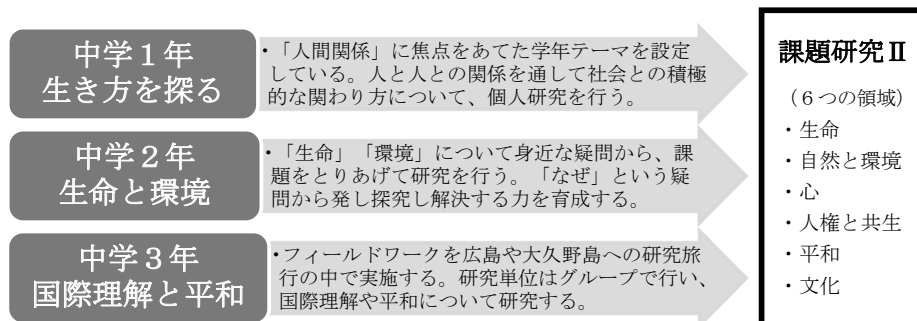 中学１年
生き方を探る
・「人間関係」に焦点をあてた学年テーマを設定
している。人と人との関係を通して社会との積極
的な関わり方について、個人研究を行う。
中学２年
生命と環境
・「生命」「環境」について身近な疑問から、課
題をとりあげて研究を行う。「なぜ」という疑
問から発し探究し解決する力を育成する。
中学３年
国際理解と平和
・フィールドワークを広島や大久野島への研究旅
行の中で実施する。研究単位はグループで行い、
国際理解や平和について研究する。
課題研究Ⅱ
（６つの領域）
・生命
・自然と環境
・心
・人権と共生
・平和
・文化